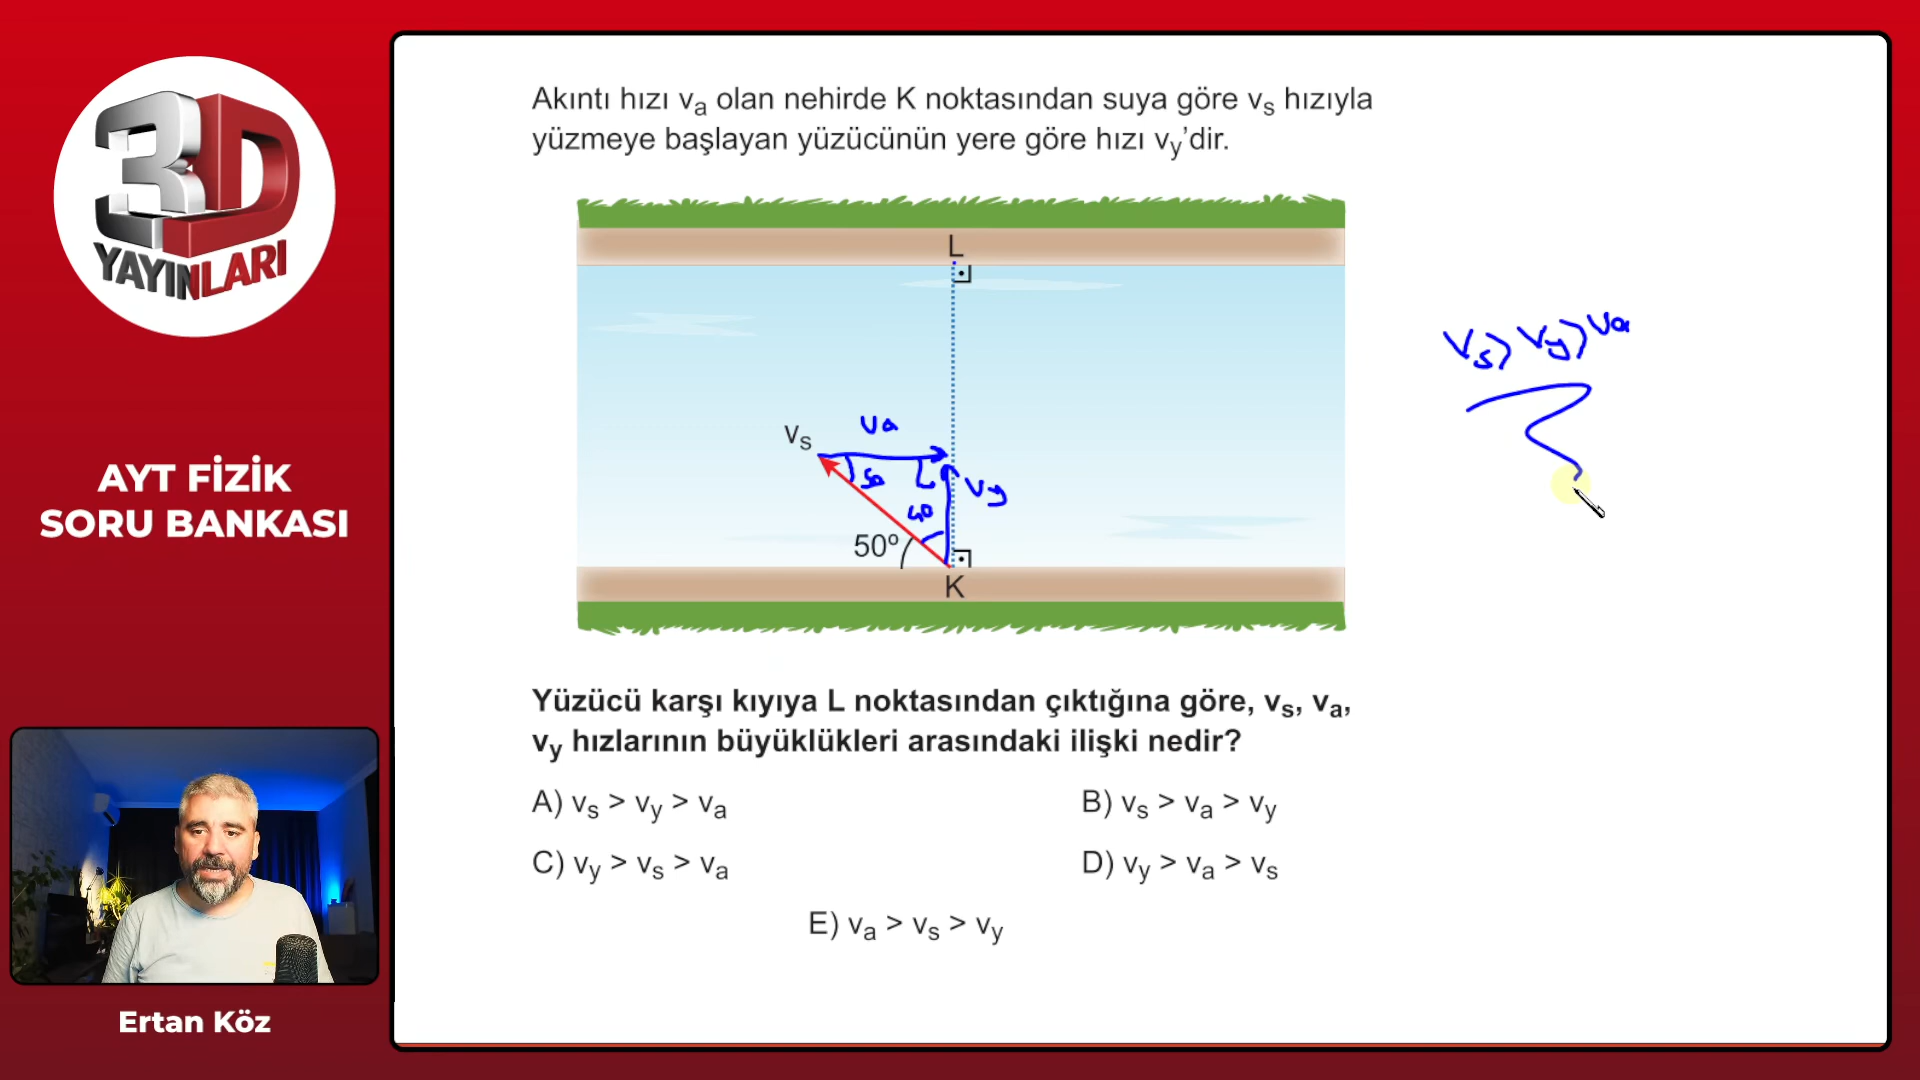 3D
YAYINLARI
AYT FİZİK
SORU BANKASI
Ertan Köz
Akıntı hızı va olan nehirde K noktasından suya göre vs hızıyla
yüzmeye başlayan yüzücünün yere göre hızı vy'dir.
L
vs
va
50
40
vy
50º
K
vs > vy > va
Yüzücü karşı kıyıya L noktasından çıktığına göre, vs, va,
vy hızlarının büyüklükleri arasındaki ilişki nedir?
A) vs > vy > va
B) vs > va > vy
C) vy > vs > va
D) vy > va > vs
E) va > vs > vy